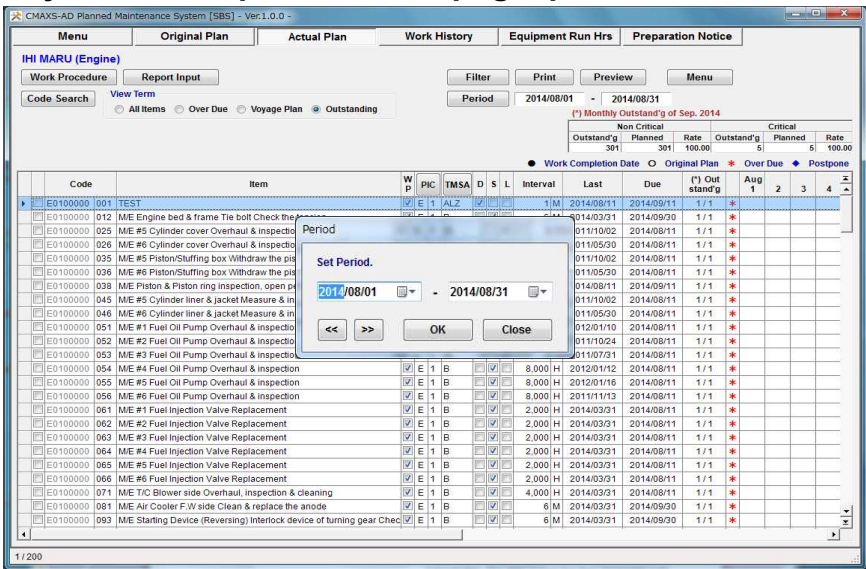 CMAXS-AD Planned Maintenance System [SBS] - Ver.1.0.0 -
Menu Original Plan Actual Plan Work History Equipment Run Hrs Preparation Notice
IHI MARU (Engine)
Work Procedure Report Input Filter Print Preview Menu
Code Search View Term All Items Over Due Voyage Plan Outstanding Period 2014/08/01 - 2014/08/31
(*) Monthly Outstand'g of Sep. 2014
Non Critical Critical
Outstand'g Planned Rate Outstand'g Planned Rate
301 301 100.00 5 5 100.00
● Work Completion Date O Original Plan * Over Due ◆ Postpone
Code Item W P PIC TMSA D S L Interval Last Due (*) Out stand'g Aug 1 2 3 4
E0100000 001 TEST E 1 ALZ 1 M 2014/08/11 2014/09/11 1 / 1 *
E0100000 012 M/E Engine bed & frame Tie bolt Check the 2014/03/31 2014/09/30 1 / 1 *
E0100000 025 M/E #5 Cylinder cover Overhaul & inspectio 011/10/02 2014/08/11 1 / 1 *
E0100000 026 M/E #6 Cylinder cover Overhaul & inspectio 011/05/30 2014/08/11 1 / 1 *
E0100000 035 M/E #5 Piston/Stuffing box Withdraw the pis 011/10/02 2014/08/11 1 / 1 *
E0100000 036 M/E #6 Piston/Stuffing box Withdraw the pis 011/05/30 2014/08/11 1 / 1 *
E0100000 038 M/E Piston & Piston ring inspection, open p 014/08/11 2014/09/11 1 / 1 *
E0100000 045 M/E #5 Cylinder liner & jacket Measure & in 011/10/02 2014/08/11 1 / 1 *
E0100000 046 M/E #6 Cylinder liner & jacket Measure & in 011/05/30 2014/08/11 1 / 1 *
E0100000 051 M/E #1 Fuel Oil Pump Overhaul & inspectio 012/01/10 2014/08/11 1 / 1 *
E0100000 052 M/E #2 Fuel Oil Pump Overhaul & inspectio 011/10/24 2014/08/11 1 / 1 *
E0100000 053 M/E #3 Fuel Oil Pump Overhaul & inspectio 011/07/31 2014/08/11 1 / 1 *
E0100000 054 M/E #4 Fuel Oil Pump Overhaul & inspection E 1 B 8,000 H 2012/01/12 2014/08/11 1 / 1 *
E0100000 055 M/E #5 Fuel Oil Pump Overhaul & inspection E 1 B 8,000 H 2012/01/16 2014/08/11 1 / 1 *
E0100000 056 M/E #6 Fuel Oil Pump Overhaul & inspection E 1 B 8,000 H 2011/11/13 2014/08/11 1 / 1 *
E0100000 061 M/E #1 Fuel Injection Valve Replacement E 1 B 2,000 H 2014/03/31 2014/08/11 1 / 1 *
E0100000 062 M/E #2 Fuel Injection Valve Replacement E 1 B 2,000 H 2014/03/31 2014/08/11 1 / 1 *
E0100000 063 M/E #3 Fuel Injection Valve Replacement E 1 B 2,000 H 2014/03/31 2014/08/11 1 / 1 *
E0100000 064 M/E #4 Fuel Injection Valve Replacement E 1 B 2,000 H 2014/03/31 2014/08/11 1 / 1 *
E0100000 065 M/E #5 Fuel Injection Valve Replacement E 1 B 2,000 H 2014/03/31 2014/08/11 1 / 1 *
E0100000 066 M/E #6 Fuel Injection Valve Replacement E 1 B 2,000 H 2014/03/31 2014/08/11 1 / 1 *
E0100000 071 M/E T/C Blower side Overhaul, inspection & cleaning E 1 B 4,000 H 2014/03/31 2014/08/11 1 / 1 *
E0100000 081 M/E Air Cooler F.W side Clean & replace the anode E 1 B 6 M 2014/03/31 2014/09/30 1 / 1 *
E0100000 093 M/E Starting Device (Reversing) Interlock device of turning gear Chec E 1 B 6 M 2014/03/31 2014/09/30 1 / 1 *
Period
Set Period.
2014/08/01 - 2014/08/31
<< >> OK Close
1 / 200